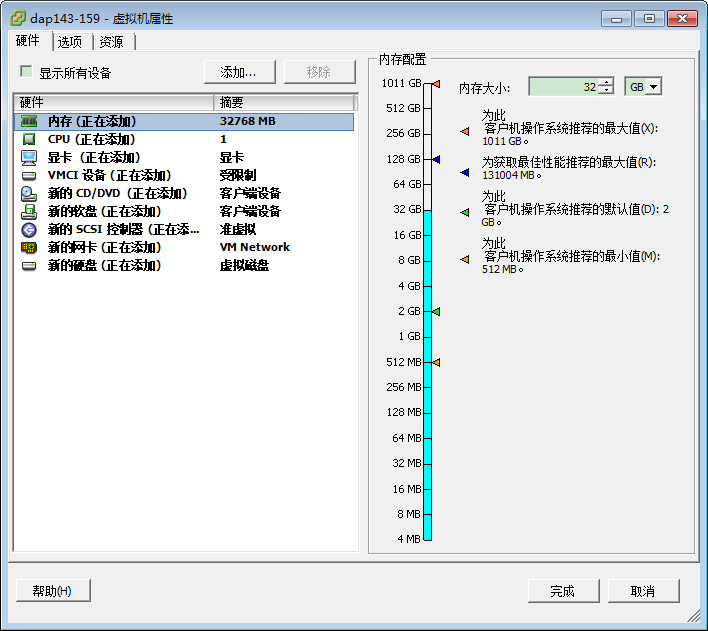 dap143-159 - 虚拟机属性
硬件 选项 资源
显示所有设备
添加...
移除
硬件 摘要
内存 (正在添加) 32768 MB
CPU (正在添加) 1
显卡 (正在添加) 显卡
VMCI 设备 (正在添加) 受限制
新的 CD/DVD (正在添加) 客户端设备
新的软盘 (正在添加) 客户端设备
新的 SCSI 控制器 (正在添... 准虚拟
新的网卡 (正在添加) VM Network
新的硬盘 (正在添加) 虚拟磁盘
内存配置
1011 GB
512 GB
256 GB
128 GB
64 GB
32 GB
16 GB
8 GB
4 GB
2 GB
1 GB
512 MB
256 MB
128 MB
64 MB
32 MB
16 MB
8 MB
4 MB
内存大小: 32 GB
为此
客户机操作系统推荐的最大值(X):
1011 GB。
为获取最佳性能推荐的最大值(R):
131004 MB。
为此
客户机操作系统推荐的默认值(D): 2
GB。
为此
客户机操作系统推荐的最小值(M):
512 MB。
帮助(H)
完成
取消